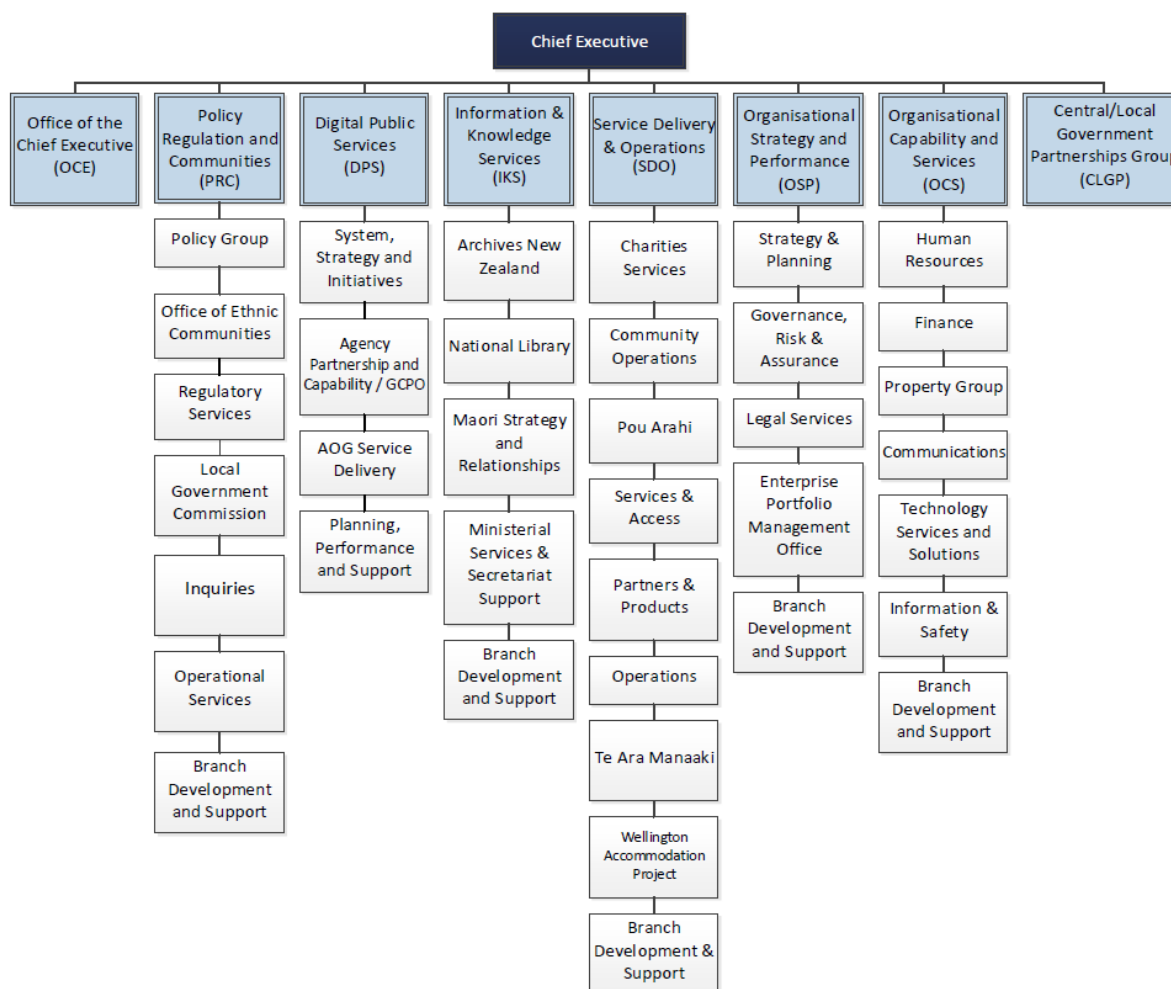 Chief Executive
Office of the
Chief Executive
(OCE)
Policy
Regulation and
Communities
(PRC)
Policy Group
Office of Ethnic
Communities
Regulatory
Services
Local
Government
Commission
Inquiries
Operational
Services
Branch
Development
and Support
Digital Public
Services
(DPS)
System,
Strategy and
Initiatives
Agency
Partnership and
Capability / GCPO
AOG Service
Delivery
Planning,
Performance
and Support
Information &
Knowledge
Services
(IKS)
Archives New
Zealand
National Library
Maori Strategy
and
Relationships
Ministerial
Services &
Secretariat
Support
Branch
Development
and Support
Service Delivery
& Operations
(SDO)
Charities
Services
Community
Operations
Pou Arahi
Services &
Access
Partners &
Products
Operations
Te Ara Manaaki
Wellington
Accommodation
Project
Branch
Development &
Support
Organisational
Strategy and
Performance
(OSP)
Strategy &
Planning
Governance,
Risk &
Assurance
Legal Services
Enterprise
Portfolio
Management
Office
Branch
Development
and Support
Organisational
Capability and
Services
(OCS)
Human
Resources
Finance
Property Group
Communications
Technology
Services and
Solutions
Information &
Safety
Branch
Development
and Support
Central/Local
Government
Partnerships Group
(CLGP)